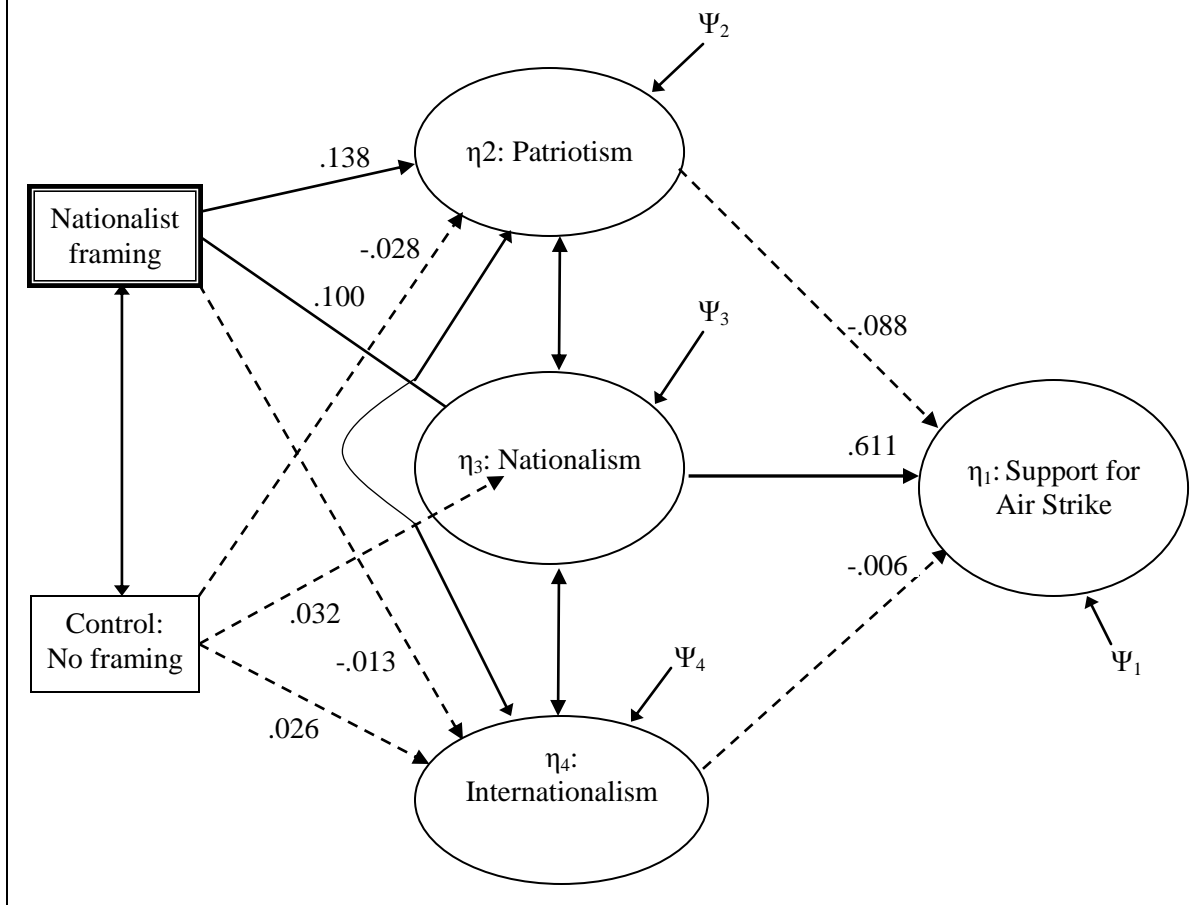 Ψ2
η2: Patriotism
.138
Nationalist
framing
-.028
.100
Ψ3
-.088
η3: Nationalism
.611
η1: Support for
Air Strike
-.006
.032
Control:
No framing
-.013
Ψ4
Ψ1
.026
η4:
Internationalism